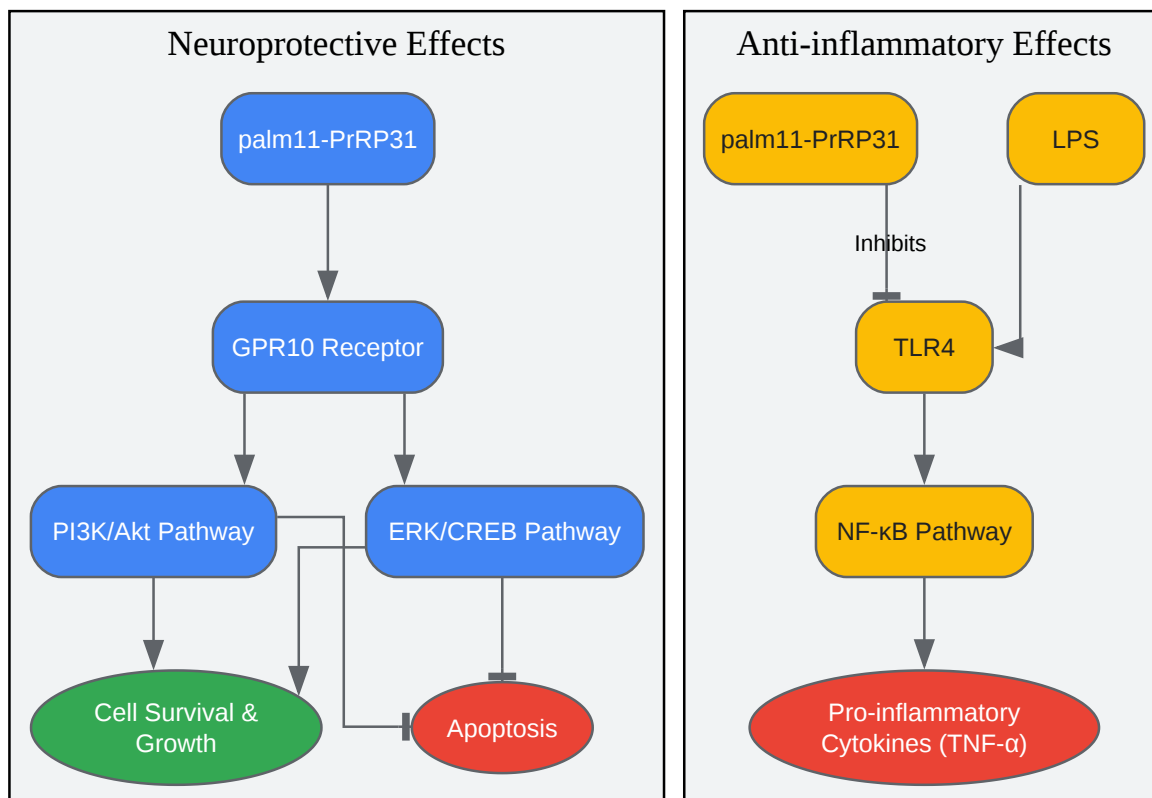 Neuroprotective Effects
palm11-PrRP31
GPR10 Receptor
PI3K/Akt Pathway
ERK/CREB Pathway
Cell Survival &
Growth
Apoptosis
Anti-inflammatory Effects
palm11-PrRP31
LPS
Inhibits
TLR4
NF-κB Pathway
Pro-inflammatory
Cytokines (TNF-α)